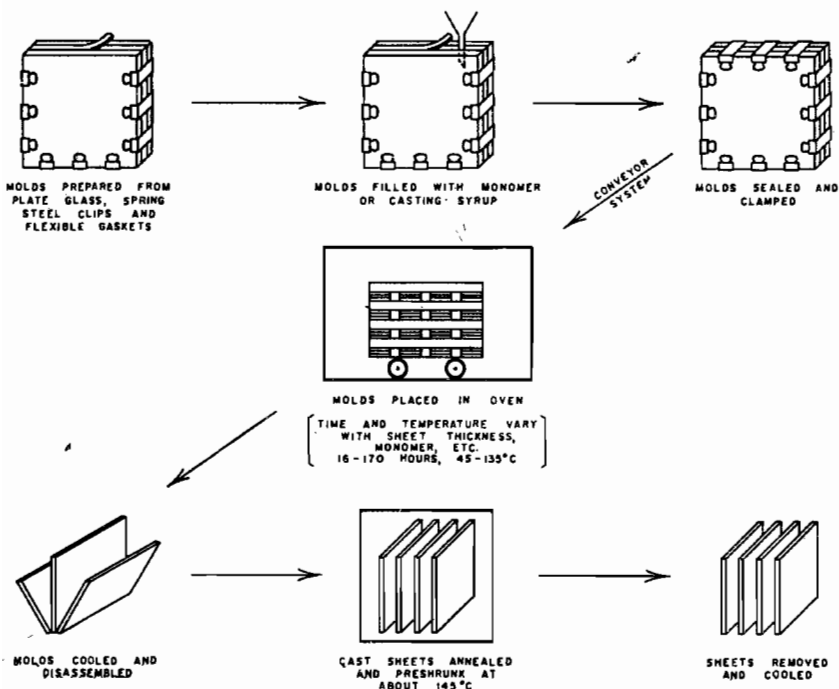 MOLDS PREPARED FROM
PLATE GLASS, SPRING
STEEL CLIPS AND
FLEXIBLE GASKETS
MOLDS FILLED WITH MONOMER
OR CASTING SYRUP
MOLDS SEALED AND
CLAMPED
CONVEYOR
SYSTEM
MOLDS PLACED IN OVEN
TIME AND TEMPERATURE VARY
WITH SHEET THICKNESS,
MONOMER, ETC.
16-170 HOURS, 45-135°C
MOLDS COOLED AND
DISASSEMBLED
CAST SHEETS ANNEALED
AND PRESHRUNK AT
ABOUT 145°C
SHEETS REMOVED
AND COOLED